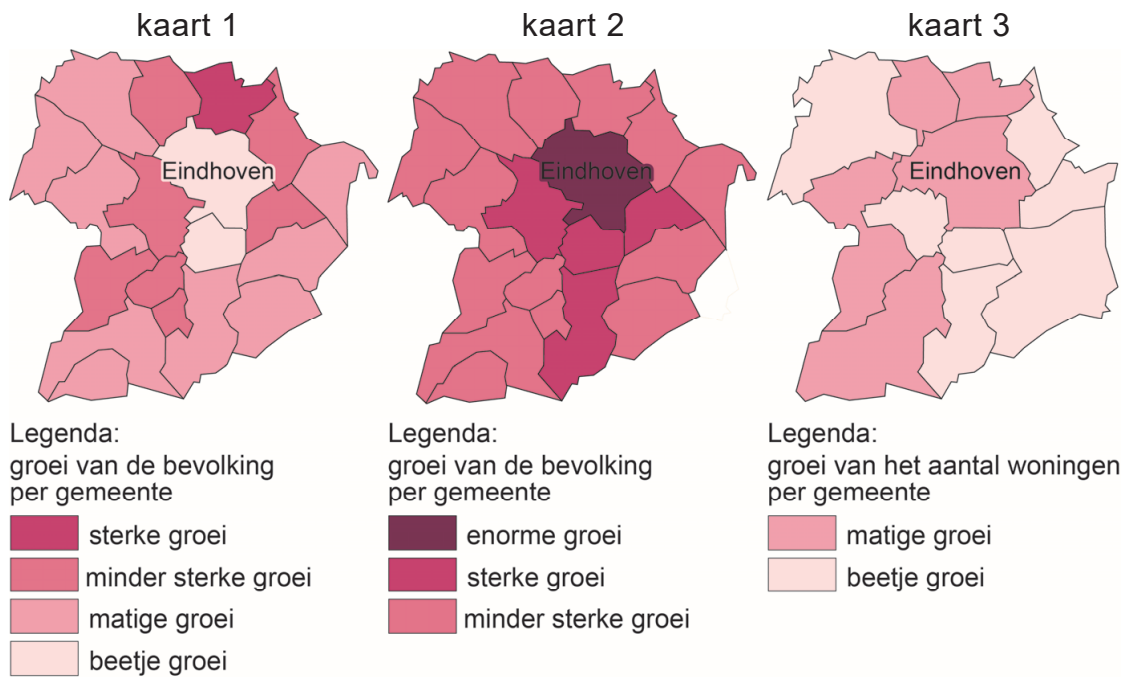 kaart 1
Eindhoven
Legenda:
groei van de bevolking
per gemeente
sterke groei
minder sterke groei
matige groei
beetje groei
kaart 2
Eindhoven
Legenda:
groei van de bevolking
per gemeente
enorme groei
sterke groei
minder sterke groei
kaart 3
Eindhoven
Legenda:
groei van het aantal woningen
per gemeente
matige groei
beetje groei